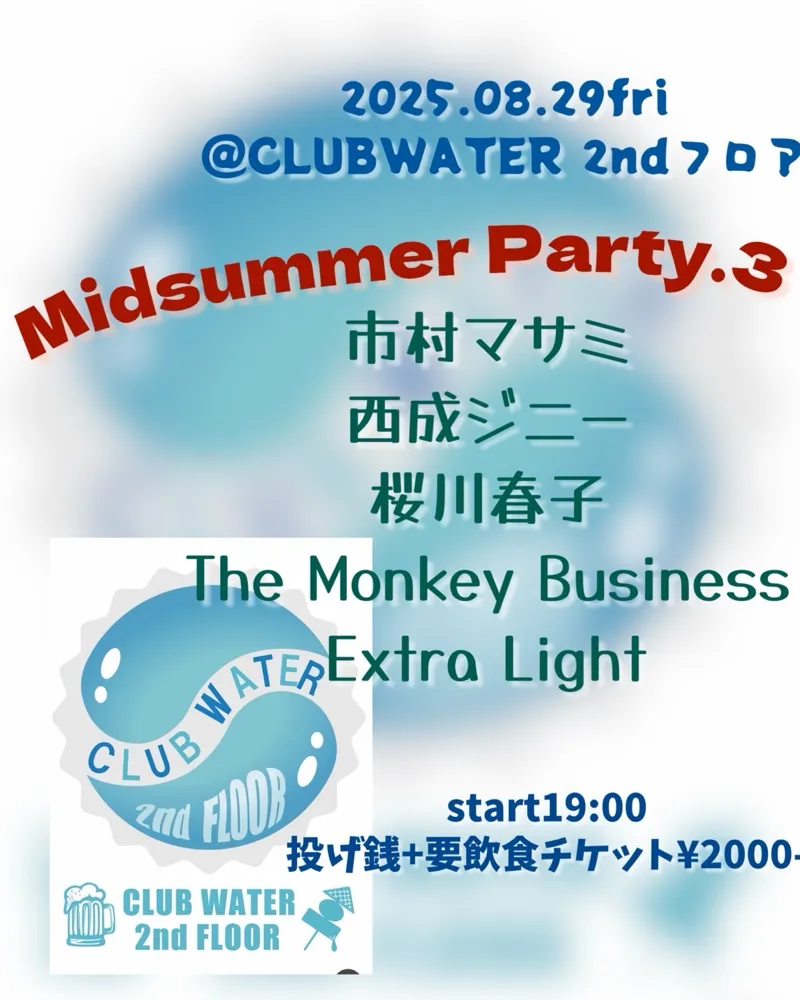 2025.08.29fri
@CLUBWATER 2ndフロア
Midsummer Party.3
市村マサミ
西成ジニー
桜川春子
The Monkey Business
Extra Light
CLUB WATER
2nd FLOOR
start19:00
投げ銭+要飲食チケット¥2000-
CLUB WATER
2nd FLOOR